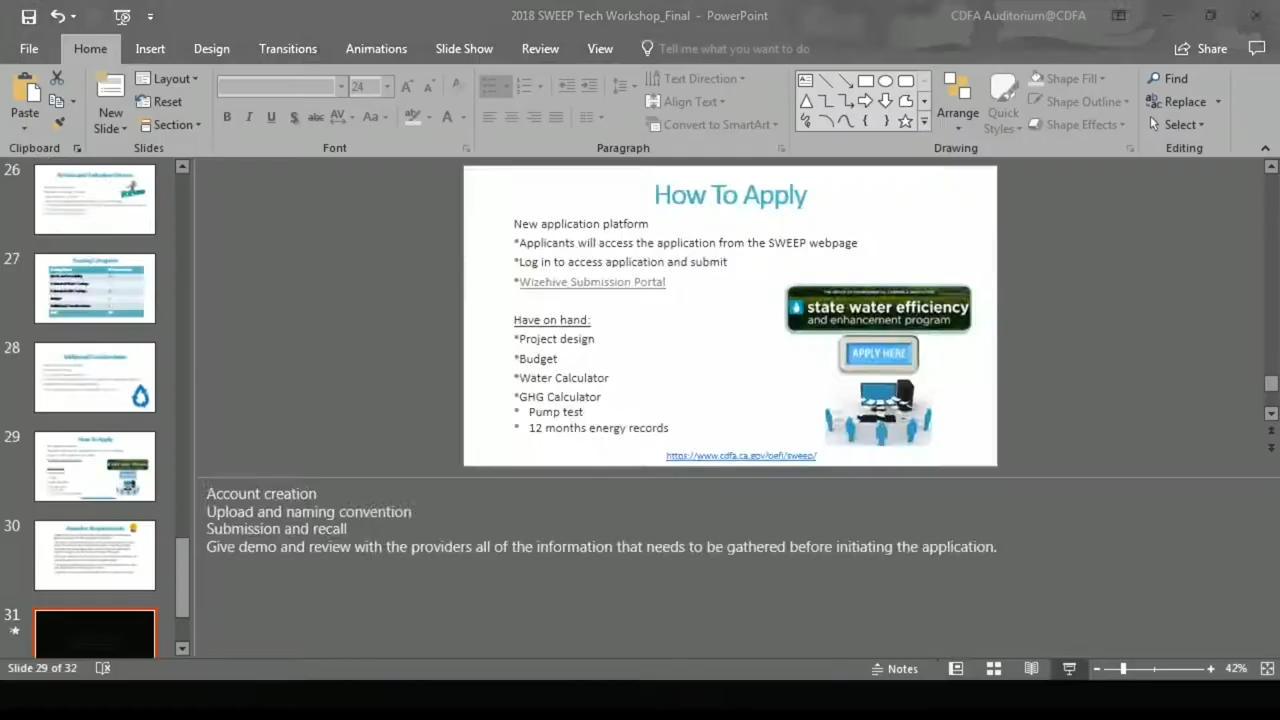 2018 SWEEP Tech Workshop_Final - PowerPoint
CDFA Auditorium@CDFA
File
Home
Insert
Design
Transitions
Animations
Slide Show
Review
View
Tell me what you want to do
Share
Paste
Clipboard
New
Slide
Layout
Reset
Section
Slides
24
Font
Text Direction
Align Text
Convert to SmartArt
Paragraph
Arrange
Quick
Styles
Shape Fill
Shape Outline
Shape Effects
Drawing
Find
Replace
Select
Editing
26
27
28
29
How To Apply
30
31
How To Apply
New application platform
*Applicants will access the application from the SWEEP webpage
*Log in to access application and submit
*Wizehive Submission Portal
Have on hand:
*Project design
*Budget
*Water Calculator
*GHG Calculator
* Pump test
* 12 months energy records
state water efficiency
and enhancement program
APPLY HERE
https://www.cdfa.ca.gov/oefi/sweep/
Account creation
Upload and naming convention
Submission and recall
Give demo and review with the providers all of the information that needs to be gathered before initiating the application.
Slide 29 of 32
Notes
42%